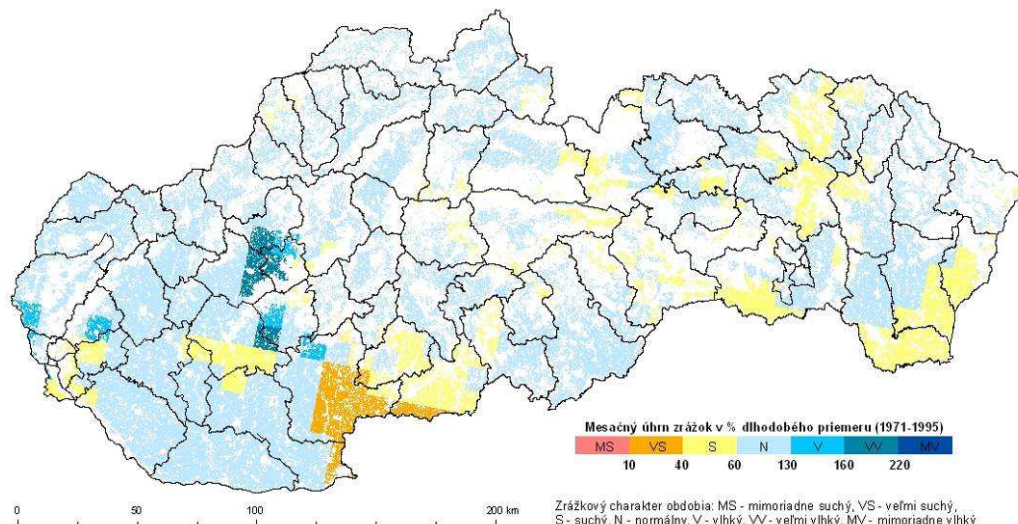 Mesačný úhrn zrážok v % dlhodobého priemeru (1971-1995)
MS VS S N V VV MV
10 40 60 130 160 220
0 50 100 150 200 km
Zrážkový charakter obdobia: MS - mimoriadne suchý, VS - veľmi suchý,
S - suchý, N - normálny, V - vlhký, VV - veľmi vlhký, MV - mimoriadne vlhký